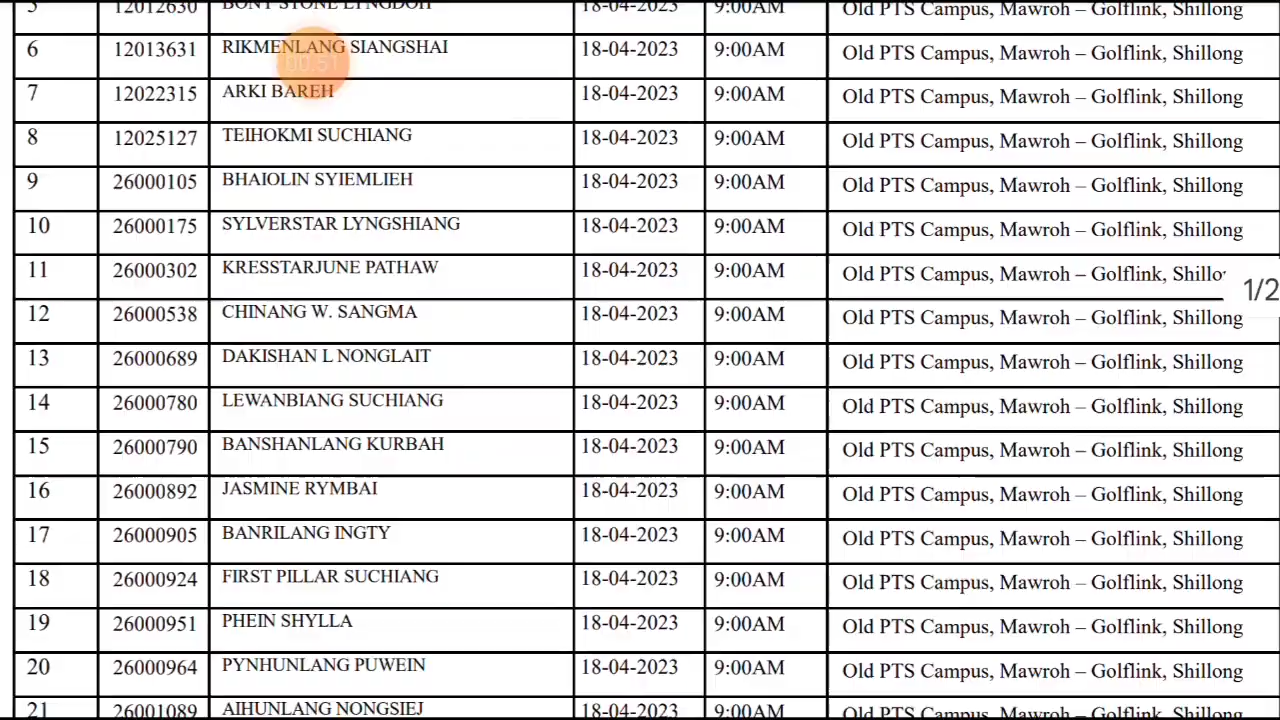 5 12012630 BONY STONE LYNGDOH 18-04-2023 9:00AM Old PTS Campus, Mawroh – Golflink, Shillong
6 12013631 RIKMENLANG SIANGSHAI 18-04-2023 9:00AM Old PTS Campus, Mawroh – Golflink, Shillong
00:51
7 12022315 ARKI BAREH 18-04-2023 9:00AM Old PTS Campus, Mawroh – Golflink, Shillong
8 12025127 TEIHOKMI SUCHIANG 18-04-2023 9:00AM Old PTS Campus, Mawroh – Golflink, Shillong
9 26000105 BHAIOLIN SYIEMLIEH 18-04-2023 9:00AM Old PTS Campus, Mawroh – Golflink, Shillong
10 26000175 SYLVERSTAR LYNGSHIANG 18-04-2023 9:00AM Old PTS Campus, Mawroh – Golflink, Shillong
11 26000302 KRESSTARJUNE PATHAW 18-04-2023 9:00AM Old PTS Campus, Mawroh – Golflink, Shillo
1/2
12 26000538 CHINANG W. SANGMA 18-04-2023 9:00AM Old PTS Campus, Mawroh – Golflink, Shillong
13 26000689 DAKISHAN L NONGLAIT 18-04-2023 9:00AM Old PTS Campus, Mawroh – Golflink, Shillong
14 26000780 LEWANBIANG SUCHIANG 18-04-2023 9:00AM Old PTS Campus, Mawroh – Golflink, Shillong
15 26000790 BANSHANLANG KURBAH 18-04-2023 9:00AM Old PTS Campus, Mawroh – Golflink, Shillong
16 26000892 JASMINE RYMBAI 18-04-2023 9:00AM Old PTS Campus, Mawroh – Golflink, Shillong
17 26000905 BANRILANG INGTY 18-04-2023 9:00AM Old PTS Campus, Mawroh – Golflink, Shillong
18 26000924 FIRST PILLAR SUCHIANG 18-04-2023 9:00AM Old PTS Campus, Mawroh – Golflink, Shillong
19 26000951 PHEIN SHYLLA 18-04-2023 9:00AM Old PTS Campus, Mawroh – Golflink, Shillong
20 26000964 PYNHUNLANG PUWEIN 18-04-2023 9:00AM Old PTS Campus, Mawroh – Golflink, Shillong
21 26001089 AIHUNLANG NONGSIEJ 18-04-2023 9:00AM Old PTS Campus, Mawroh – Golflink, Shillong